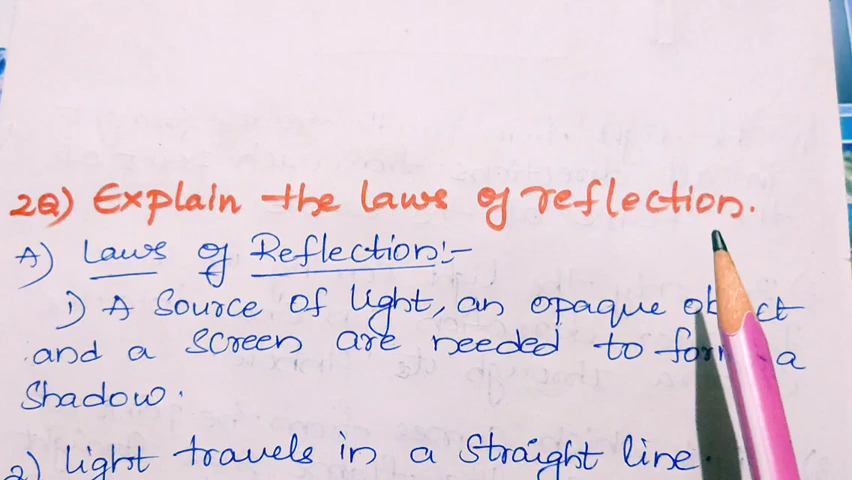 2Q) Explain the laws of reflection.
A) Laws of Reflection:-
1) A Source of light, an opaque object
and a screen are needed to form a
Shadow.
2) light travels in a straight line.